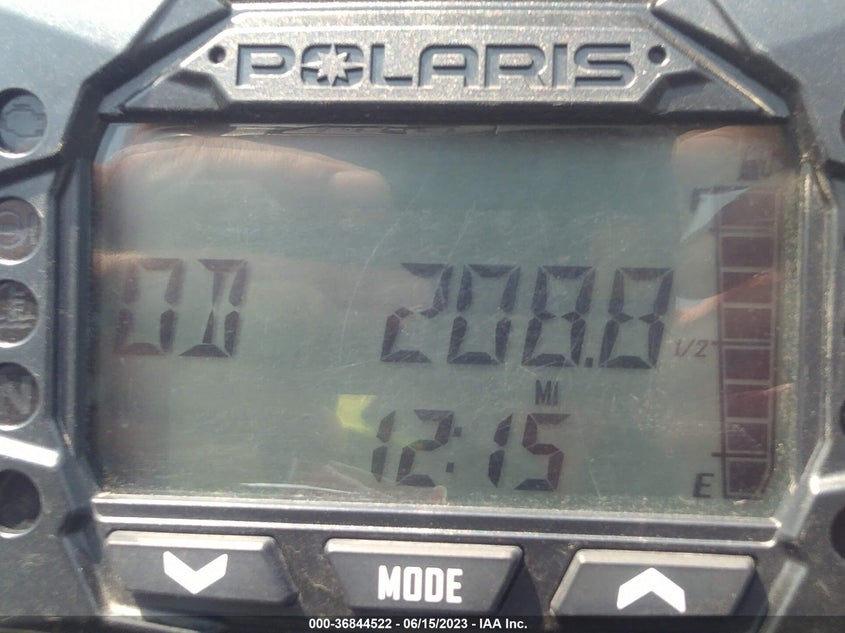 POLARIS
F
OD 208.8
1/2
MI
12:15
E
MODE
000-36844522 - 06/15/2023 - IAA Inc.